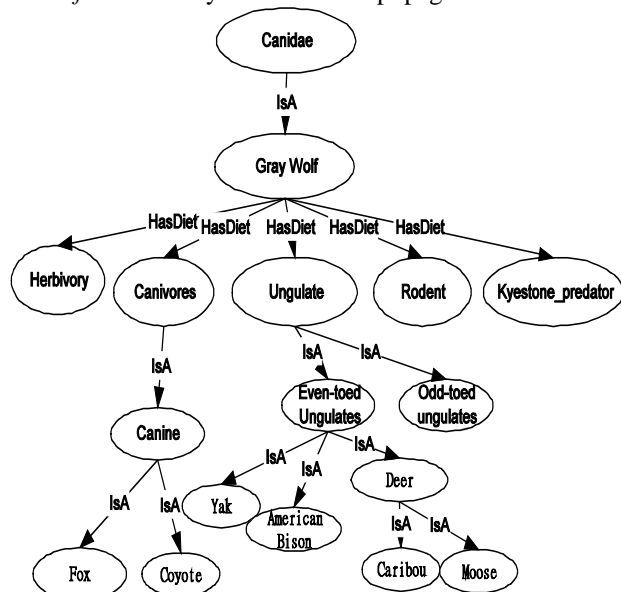 Canidae
IsA
Gray Wolf
HasDiet HasDiet HasDiet HasDiet HasDiet
Herbivory Canivores Ungulate Rodent Kyestone_predator
IsA IsA IsA
Even-toed
Ungulates
Odd-toed
ungulates
Canine
IsA IsA IsA
Yak
American
Bison
Deer
IsA IsA IsA IsA
Fox Coyote Caribou Moose